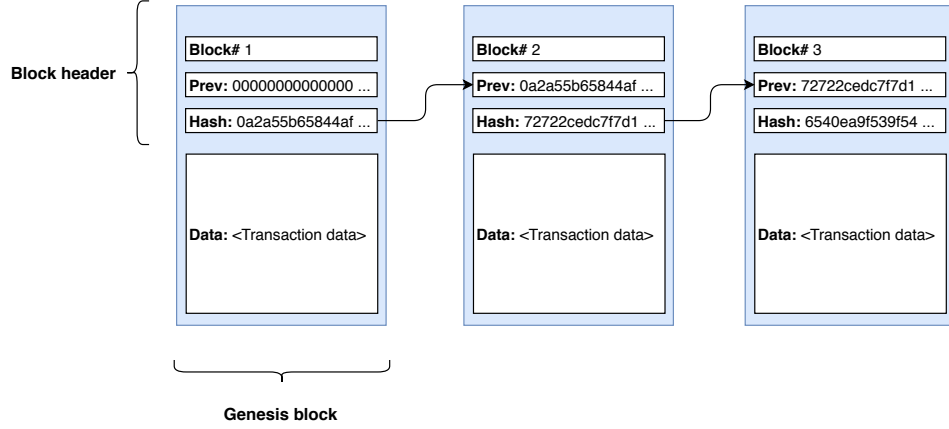 Block header
Block# 1
Prev: 00000000000000 ...
Hash: 0a2a55b65844af ...
Data: <Transaction data>
Block# 2
Prev: 0a2a55b65844af ...
Hash: 72722cedc7f7d1 ...
Data: <Transaction data>
Block# 3
Prev: 72722cedc7f7d1 ...
Hash: 6540ea9f539f54 ...
Data: <Transaction data>
Genesis block